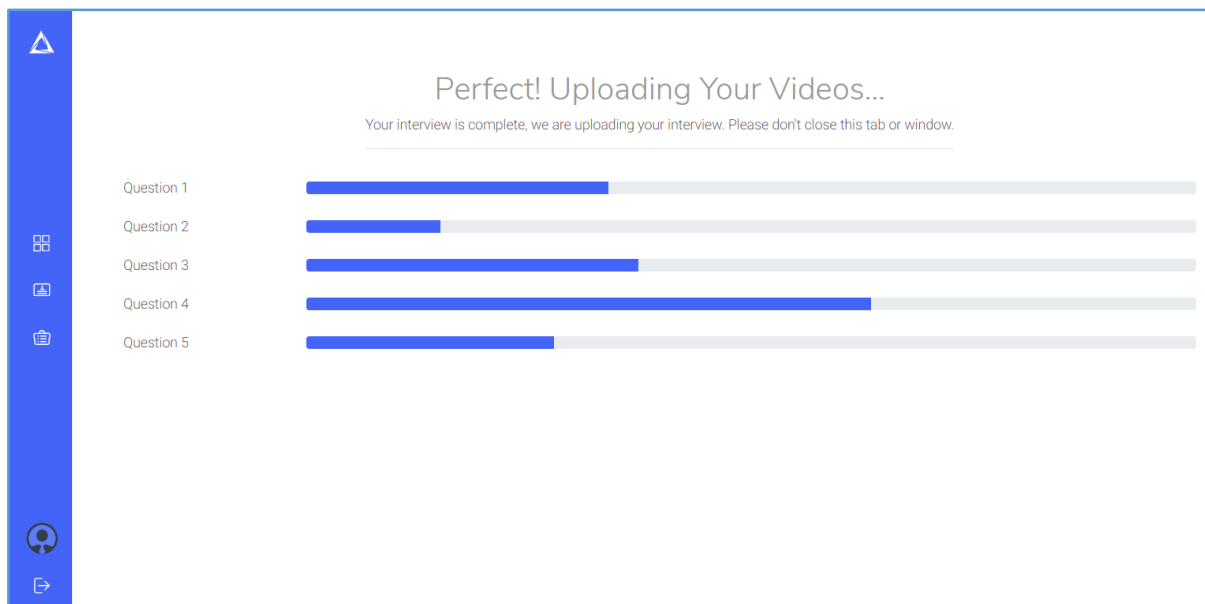 Perfect! Uploading Your Videos...
Your interview is complete, we are uploading your interview. Please don't close this tab or window.
Question 1
Question 2
Question 3
Question 4
Question 5